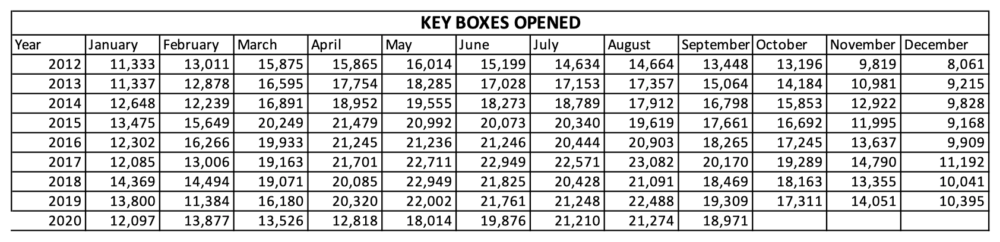 KEY BOXES OPENED
Year January February March April May June July August September October November December
2012 11,333 13,011 15,875 15,865 16,014 15,199 14,634 14,664 13,448 13,196 9,819 8,061
2013 11,337 12,878 16,595 17,754 18,285 17,028 17,153 17,357 15,064 14,184 10,981 9,215
2014 12,648 12,239 16,891 18,952 19,555 18,273 18,789 17,912 16,798 15,853 12,922 9,828
2015 13,475 15,649 20,249 21,479 20,992 20,073 20,340 19,619 17,661 16,692 11,995 9,168
2016 12,302 16,266 19,933 21,245 21,236 21,246 20,444 20,903 18,265 17,245 13,637 9,909
2017 12,085 13,006 19,163 21,701 22,711 22,949 22,571 23,082 20,170 19,289 14,790 11,192
2018 14,369 14,494 19,071 20,085 22,949 21,825 20,428 21,091 18,469 18,163 13,355 10,041
2019 13,800 11,384 16,180 20,320 22,002 21,761 21,248 22,488 19,309 17,311 14,051 10,395
2020 12,097 13,877 13,526 12,818 18,014 19,876 21,210 21,274 18,971